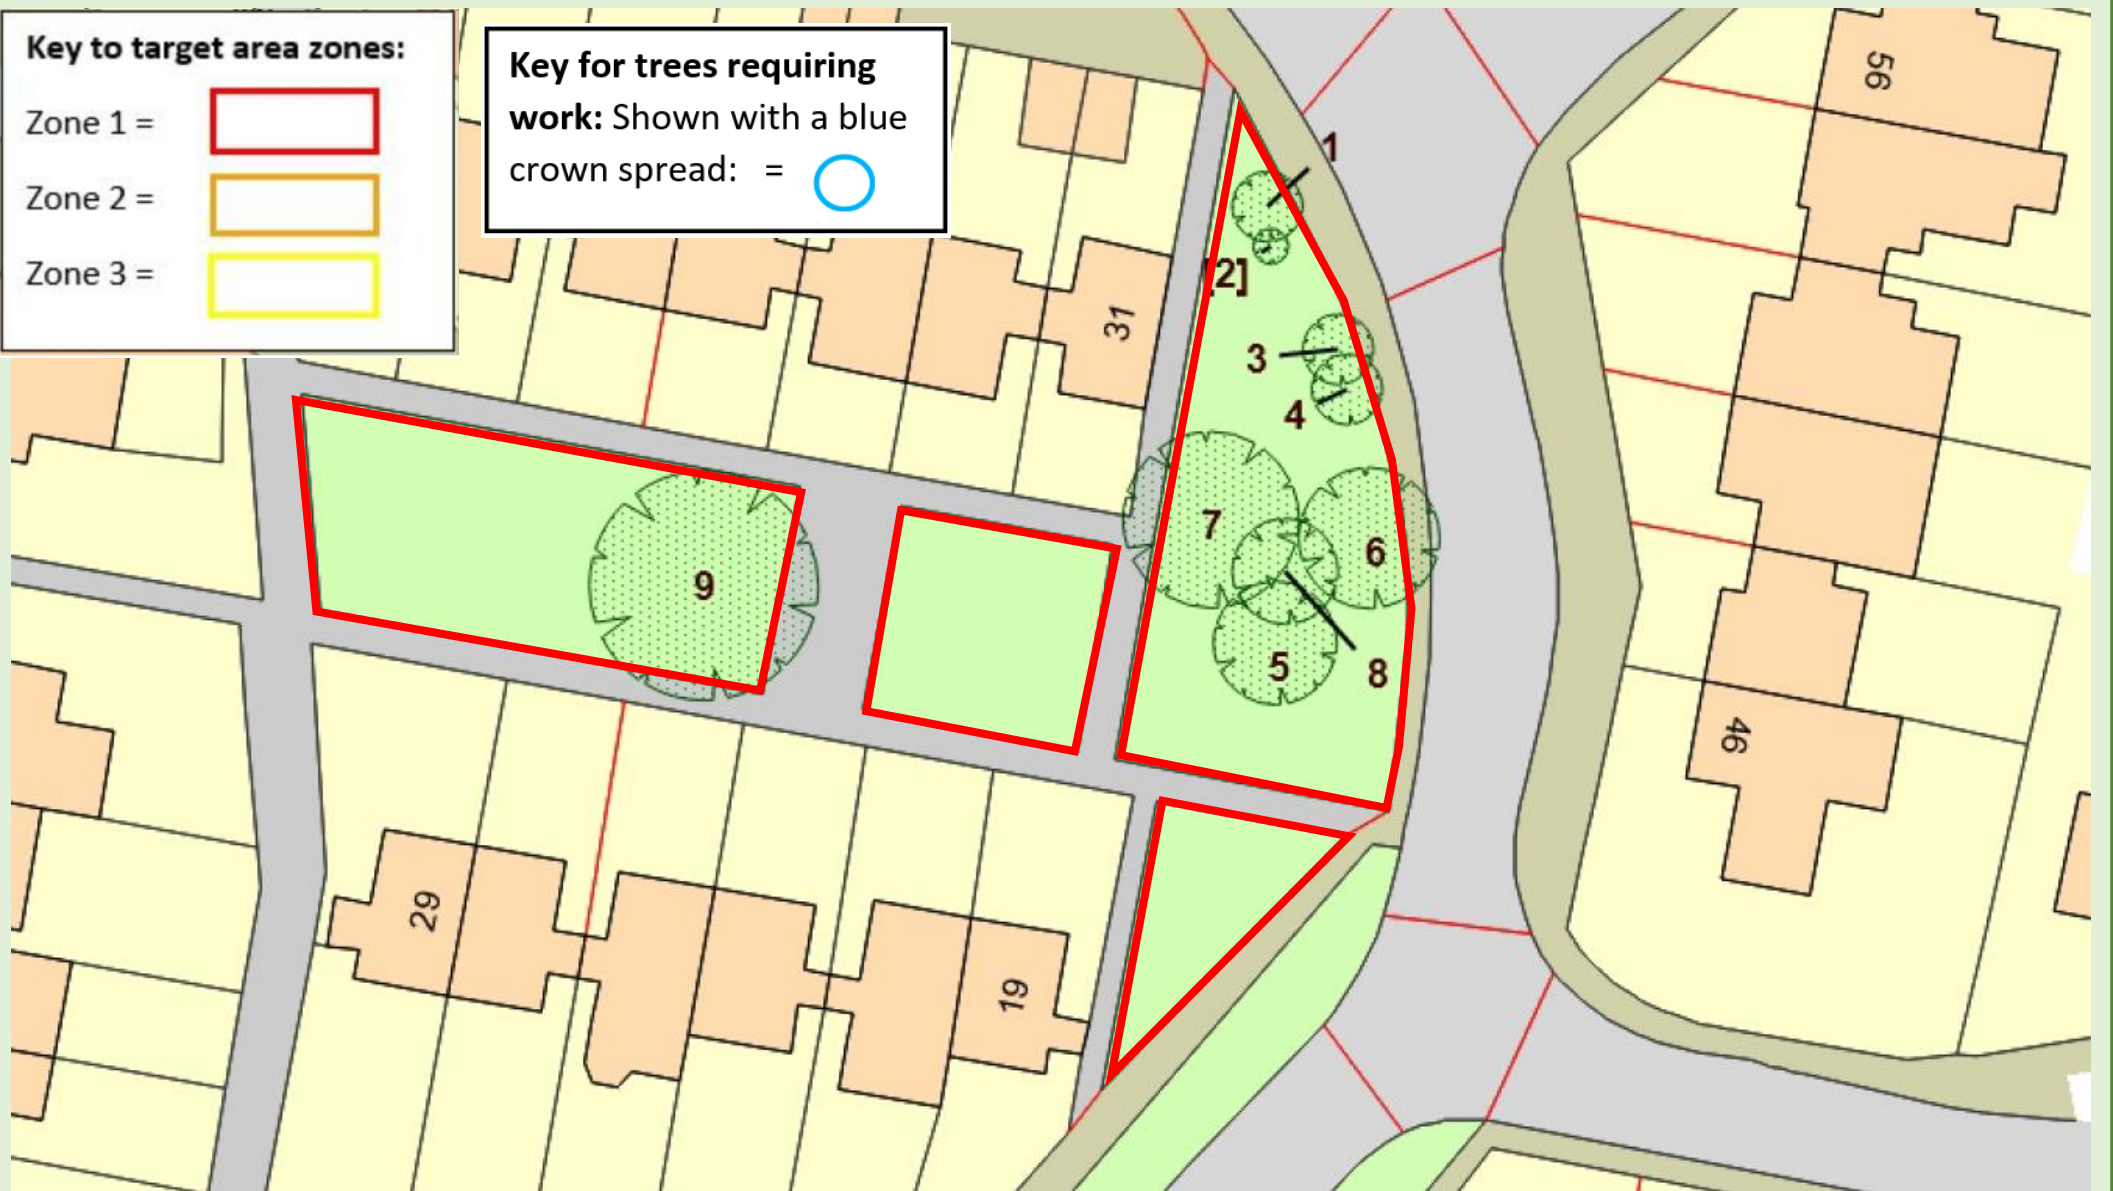 Key to target area zones:
Zone 1 =
Zone 2 =
Zone 3 =
Key for trees requiring
work: Shown with a blue
crown spread: =
56
1
[2]
31
3
4
7
6
9
5
8
46
29
19